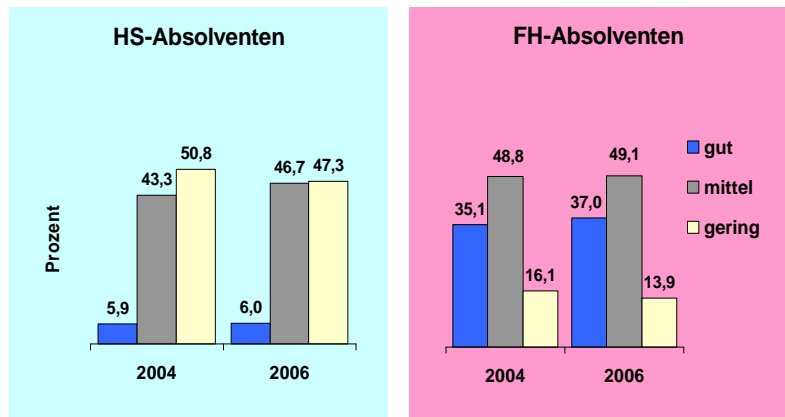 HS-Absolventen
Prozent
5,9
43,3
50,8
6,0
46,7
47,3
2004
2006
FH-Absolventen
35,1
48,8
16,1
37,0
49,1
13,9
2004
2006
gut
mittel
gering